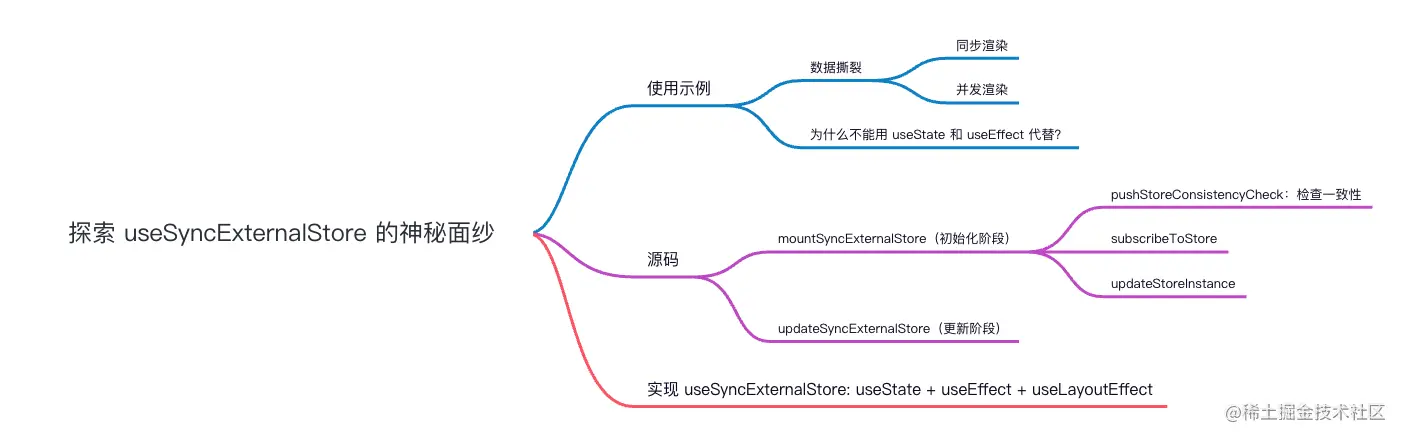 探索 useSyncExternalStore 的神秘面纱
使用示例
数据撕裂
同步渲染
并发渲染
为什么不能用 useState 和 useEffect 代替?
源码
mountSyncExternalStore（初始化阶段）
pushStoreConsistencyCheck：检查一致性
subscribeToStore
updateStoreInstance
updateSyncExternalStore（更新阶段）
实现 useSyncExternalStore: useState + useEffect + useLayoutEffect
@稀土掘金技术社区